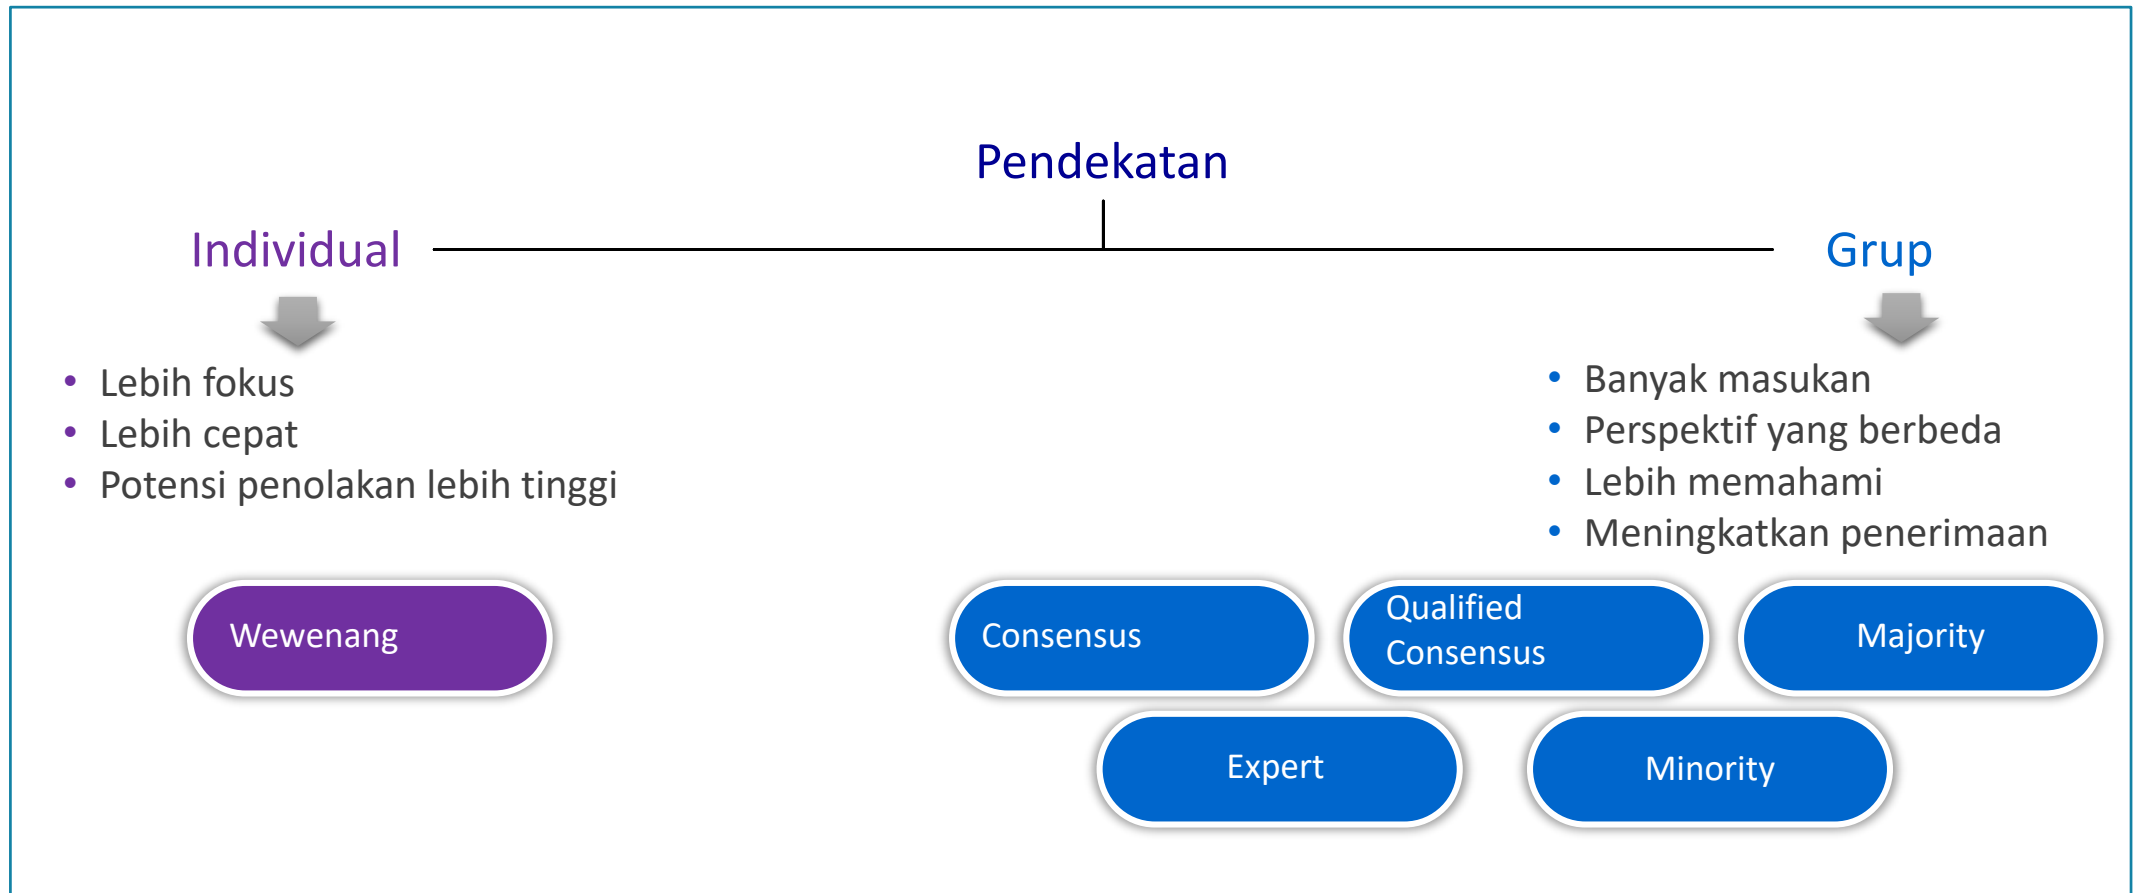 Pendekatan
Individual
Grup
Lebih fokus
Lebih cepat
Potensi penolakan lebih tinggi
Banyak masukan
Perspektif yang berbeda
Lebih memahami
Meningkatkan penerimaan
Wewenang
Consensus
Qualified
Consensus
Majority
Expert
Minority